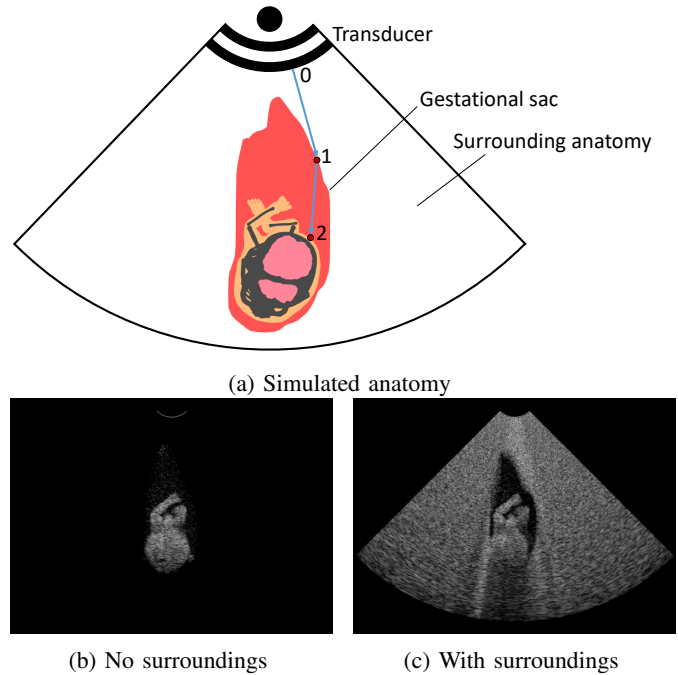 Transducer
0
Gestational sac
Surrounding anatomy
1
2
(a) Simulated anatomy
(b) No surroundings
(c) With surroundings